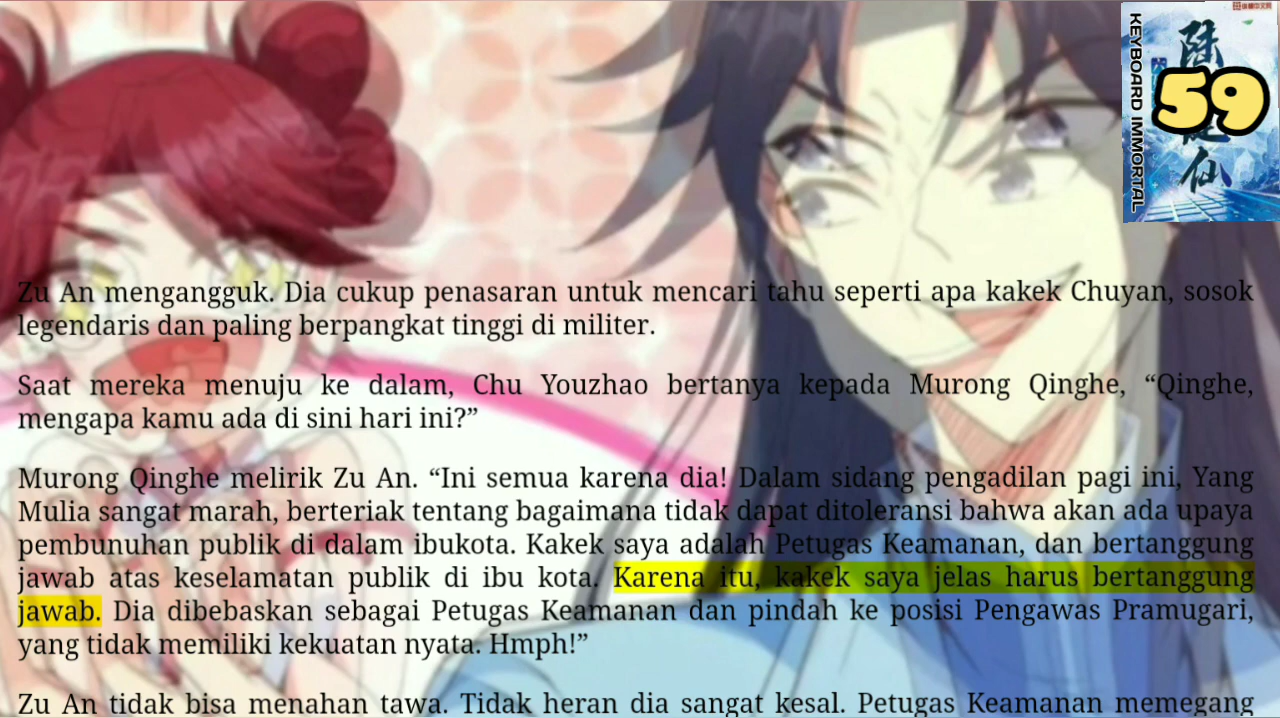 KEYBOARD IMMORTAL
59
仙
Zu An mengangguk. Dia cukup penasaran untuk mencari tahu seperti apa kakek Chuyan, sosok
legendaris dan paling berpangkat tinggi di militer.
Saat mereka menuju ke dalam, Chu Youzhao bertanya kepada Murong Qinghe, “Qinghe,
mengapa kamu ada di sini hari ini?”
Murong Qinghe melirik Zu An. “Ini semua karena dia! Dalam sidang pengadilan pagi ini, Yang
Mulia sangat marah, berteriak tentang bagaimana tidak dapat ditoleransi bahwa akan ada upaya
pembunuhan publik di dalam ibukota. Kakek saya adalah Petugas Keamanan, dan bertanggung
jawab atas keselamatan publik di ibu kota. Karena itu, kakek saya jelas harus bertanggung
jawab. Dia dibebaskan sebagai Petugas Keamanan dan pindah ke posisi Pengawas Pramugari,
yang tidak memiliki kekuatan nyata. Hmph!”
Zu An tidak bisa menahan tawa. Tidak heran dia sangat kesal. Petugas Keamanan memegang